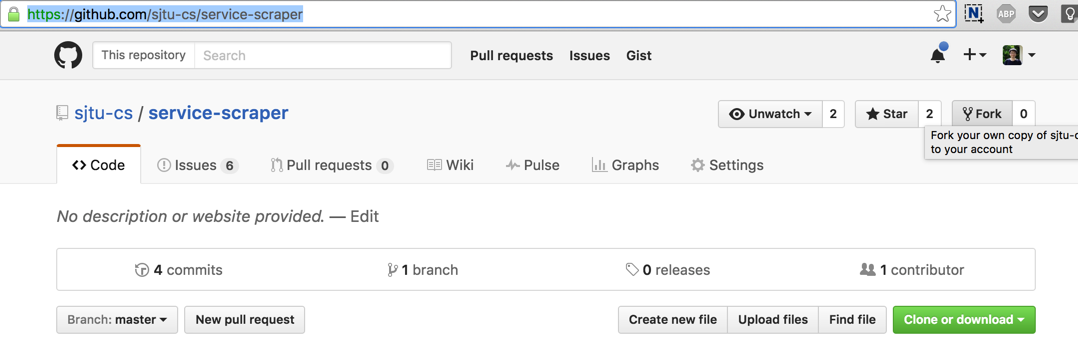 https://github.com/sjtu-cs/service-scraper
N ABP
This repository Search Pull requests Issues Gist
sjtu-cs / service-scraper Unwatch 2 Star 2 Fork 0
Fork your own copy of sjtu-c
to your account
Code Issues 6 Pull requests 0 Wiki Pulse Graphs Settings
No description or website provided. — Edit
4 commits 1 branch 0 releases 1 contributor
Branch: master New pull request Create new file Upload files Find file Clone or download